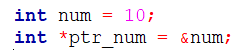 int num = 10;
int *ptr_num = &num;